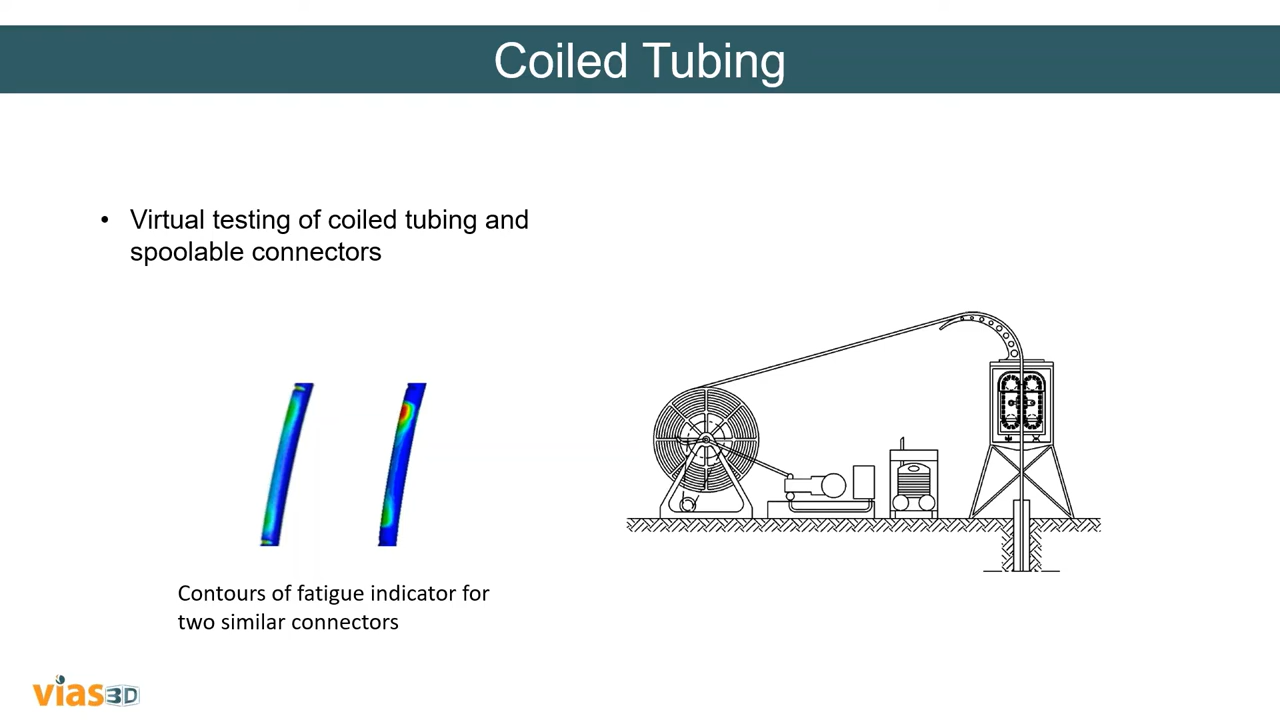 Coiled Tubing
• Virtual testing of coiled tubing and
spoolable connectors
Contours of fatigue indicator for
two similar connectors
vias3D